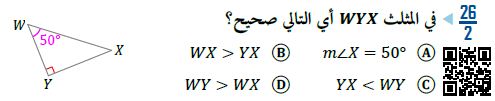 26/2 في المثلث WYX أي التالي صحيح؟
A m∠X = 50° B WX > YX
C YX < WY D WY > WX
W
50°
X
Y